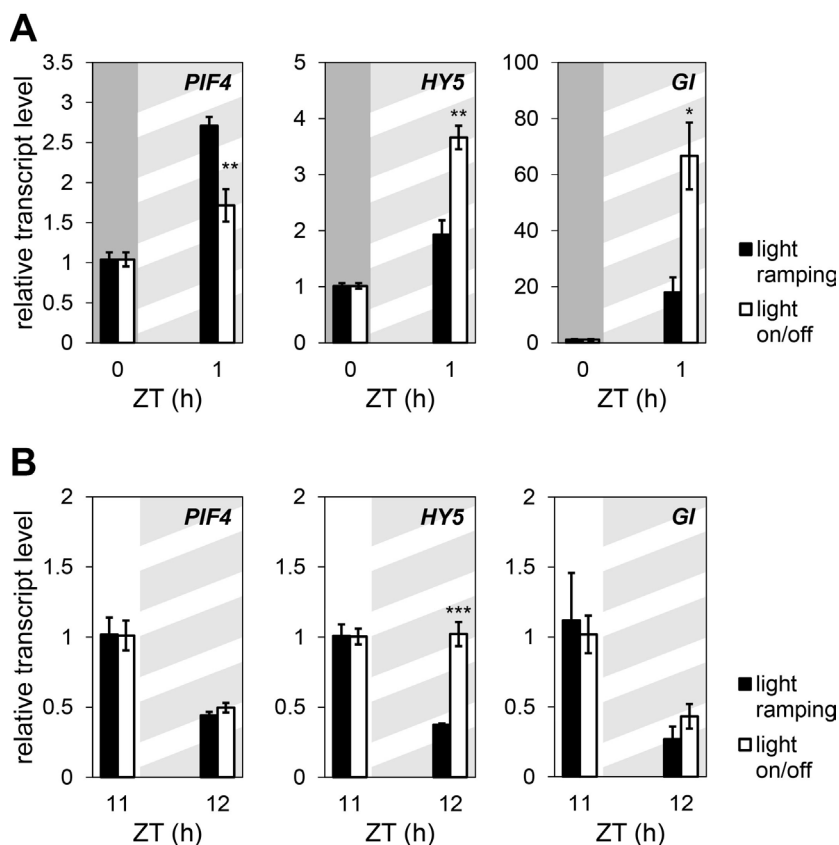 A
relative transcript level
3.5
3
2.5
2
1.5
1
0.5
0
PIF4
**
0
1
ZT (h)
5
4
3
2
1
0
HY5
**
0
1
ZT (h)
100
80
60
40
20
0
GI
*
0
1
ZT (h)
light
ramping
light
on/off
B
relative transcript level
2
1.5
1
0.5
0
PIF4
11
12
ZT (h)
2
1.5
1
0.5
0
HY5
***
11
12
ZT (h)
2
1.5
1
0.5
0
GI
11
12
ZT (h)
light
ramping
light
on/off